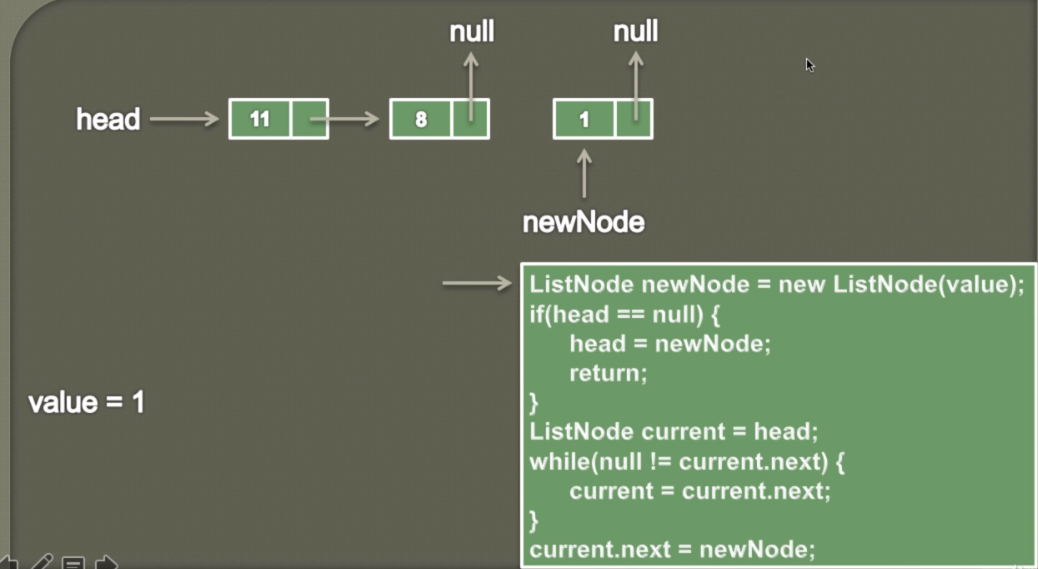 null
null
head
11
8
1
newNode
ListNode newNode = new ListNode(value);
if(head == null) {
head = newNode;
return;
}
ListNode current = head;
while(null != current.next) {
current = current.next;
}
current.next = newNode;
value = 1